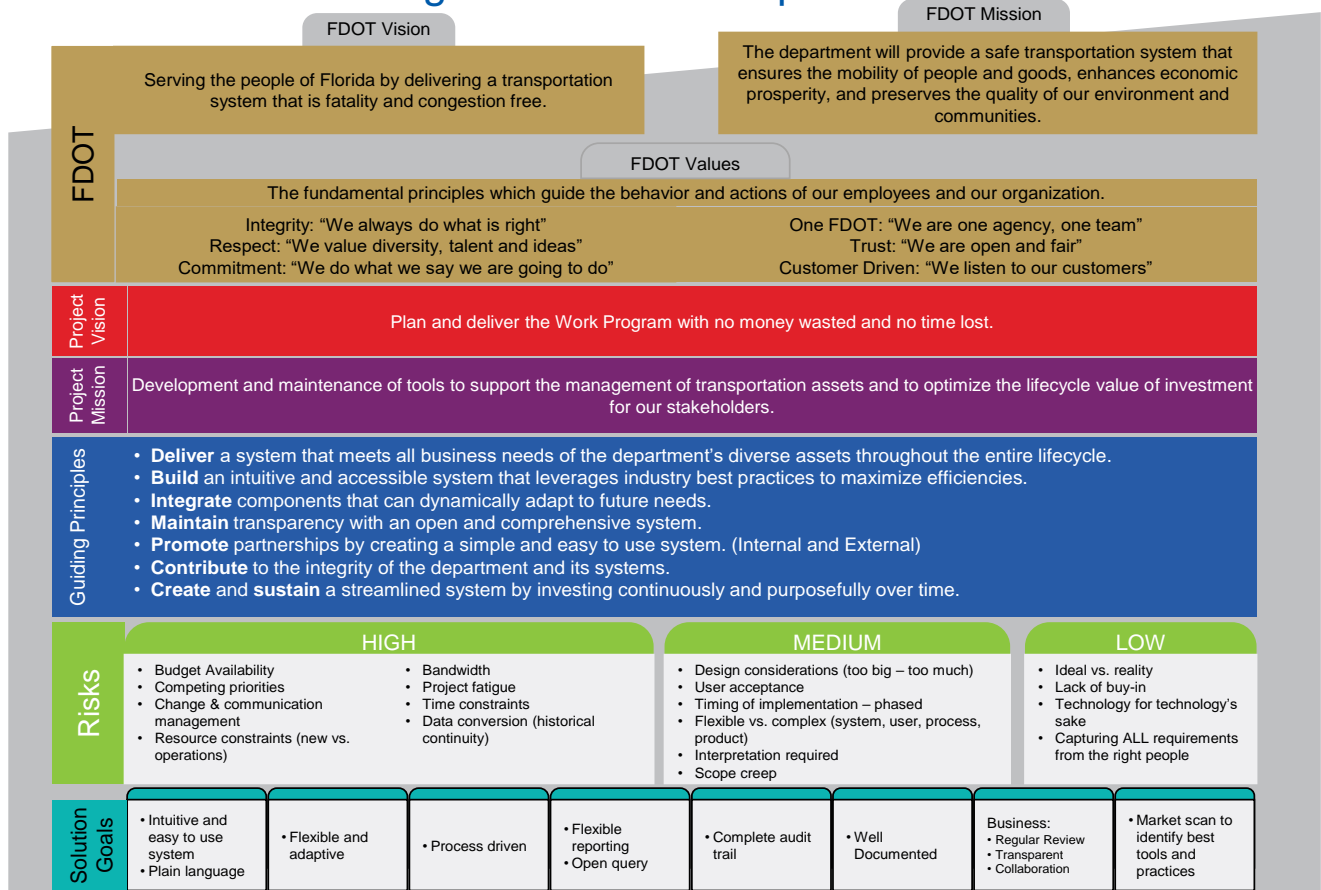 FDOT Vision
FDOT Mission
FDOT
Serving the people of Florida by delivering a transportation
system that is fatality and congestion free.
The department will provide a safe transportation system that
ensures the mobility of people and goods, enhances economic
prosperity, and preserves the quality of our environment and
communities.
FDOT Values
The fundamental principles which guide the behavior and actions of our employees and our organization.
Integrity: “We always do what is right”
Respect: “We value diversity, talent and ideas”
Commitment: “We do what we say we are going to do”
One FDOT: “We are one agency, one team”
Trust: “We are open and fair”
Customer Driven: “We listen to our customers”
Project
Vision
Plan and deliver the Work Program with no money wasted and no time lost.
Project
Mission
Development and maintenance of tools to support the management of transportation assets and to optimize the lifecycle value of investment
for our stakeholders.
Guiding Principles
• Deliver a system that meets all business needs of the department’s diverse assets throughout the entire lifecycle.
• Build an intuitive and accessible system that leverages industry best practices to maximize efficiencies.
• Integrate components that can dynamically adapt to future needs.
• Maintain transparency with an open and comprehensive system.
• Promote partnerships by creating a simple and easy to use system. (Internal and External)
• Contribute to the integrity of the department and its systems.
• Create and sustain a streamlined system by investing continuously and purposefully over time.
Risks
HIGH
• Budget Availability
• Competing priorities
• Change & communication
management
• Resource constraints (new vs.
operations)
• Bandwidth
• Project fatigue
• Time constraints
• Data conversion (historical
continuity)
MEDIUM
• Design considerations (too big – too much)
• User acceptance
• Timing of implementation – phased
• Flexible vs. complex (system, user, process,
product)
• Interpretation required
• Scope creep
LOW
• Ideal vs. reality
• Lack of buy-in
• Technology for technology’s
sake
• Capturing ALL requirements
from the right people
Solution
Goals
• Intuitive and
easy to use
system
• Plain language
• Flexible and
adaptive
• Process driven
• Flexible
reporting
• Open query
• Complete audit
trail
• Well
Documented
Business:
• Regular Review
• Transparent
• Collaboration
• Market scan to
identify best
tools and
practices